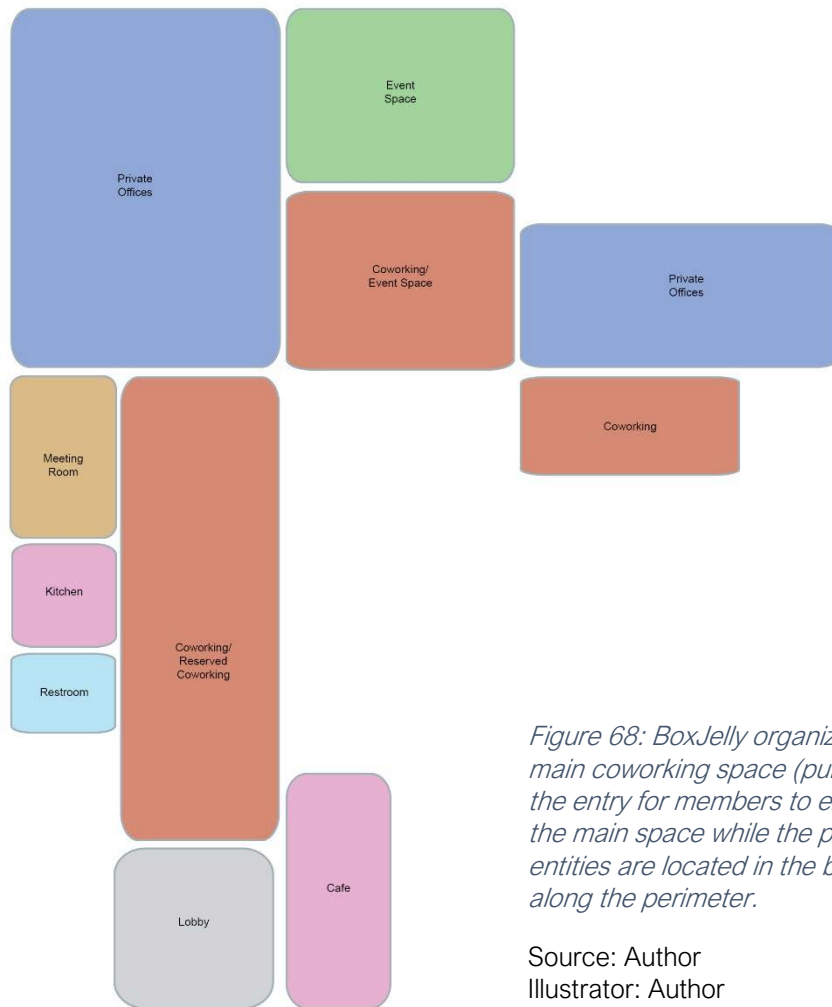 Event
Space
Private
Offices
Coworking/
Event Space
Private
Offices
Coworking
Meeting
Room
Kitchen
Restroom
Coworking/
Reserved
Coworking
Cafe
Lobby
Figure 68: BoxJelly
main coworking space
the entry for members to
the main space while the
entities are located in the
along the perimeter.
Source: Author
Illustrator: Author